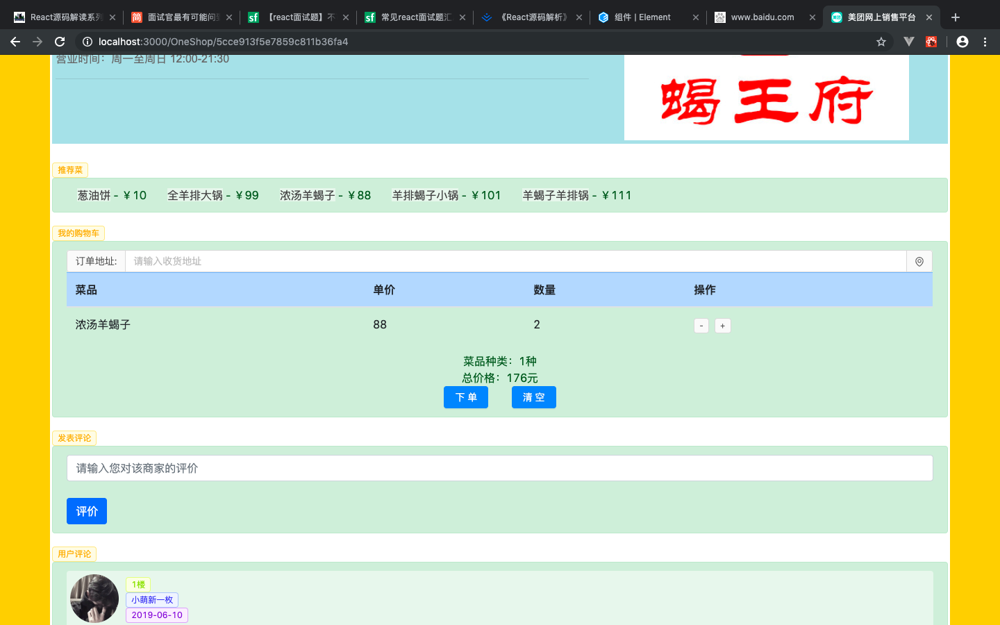 React源码解读系列
面试官最有可能问
【react面试题】不
常见react面试题汇
《React源码解析》
组件 | Element
www.baidu.com
美团网上销售平台
localhost:3000/OneShop/5cce913f5e7859c811b36fa4
营业时间：周一至周日 12:00-21:30
蝎王府
推荐菜
葱油饼 - ￥10 全羊排大锅 - ￥99 浓汤羊蝎子 - ￥88 羊排蝎子小锅 - ￥101 羊蝎子羊排锅 - ￥111
我的购物车
订单地址: 请输入收货地址
菜品 单价 数量 操作
浓汤羊蝎子 88 2 - +
菜品种类：1种
总价格：176元
下 单 清 空
发表评论
请输入您对该商家的评价
评价
用户评论
1楼
小萌新一枚
2019-06-10